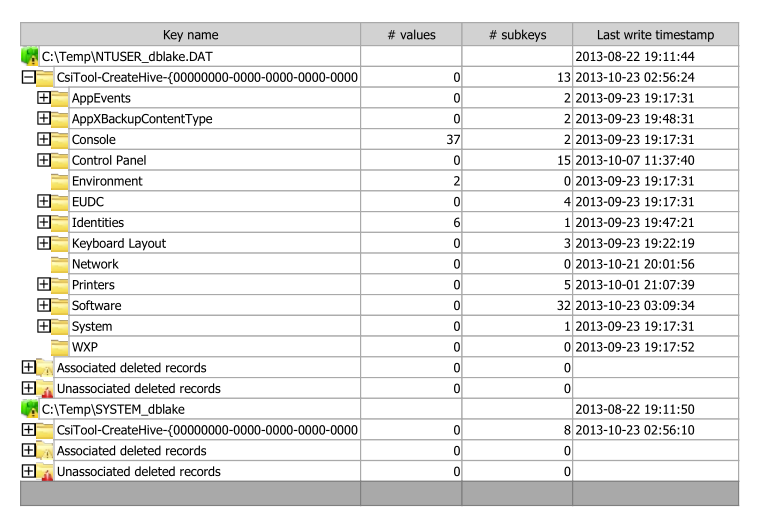 Key name # values # subkeys Last write timestamp
C:\Temp\NTUSER_dblake.DAT 2013-08-22 19:11:44
CsiTool-CreateHive-{00000000-0000-0000-0000-0000 0 13 2013-10-23 02:56:24
AppEvents 0 2 2013-09-23 19:17:31
AppXBackupContentType 0 2 2013-09-23 19:48:31
Console 37 2 2013-09-23 19:17:31
Control Panel 0 15 2013-10-07 11:37:40
Environment 2 0 2013-09-23 19:17:31
EUDC 0 4 2013-09-23 19:17:31
Identities 6 1 2013-09-23 19:47:21
Keyboard Layout 0 3 2013-09-23 19:22:19
Network 0 0 2013-10-21 20:01:56
Printers 0 5 2013-10-01 21:07:39
Software 0 32 2013-10-23 03:09:34
System 0 1 2013-09-23 19:17:31
WXP 0 0 2013-09-23 19:17:52
Associated deleted records 0 0
Unassociated deleted records 0 0
C:\Temp\SYSTEM_dblake 2013-08-22 19:11:50
CsiTool-CreateHive-{00000000-0000-0000-0000-0000 0 8 2013-10-23 02:56:10
Associated deleted records 0 0
Unassociated deleted records 0 0